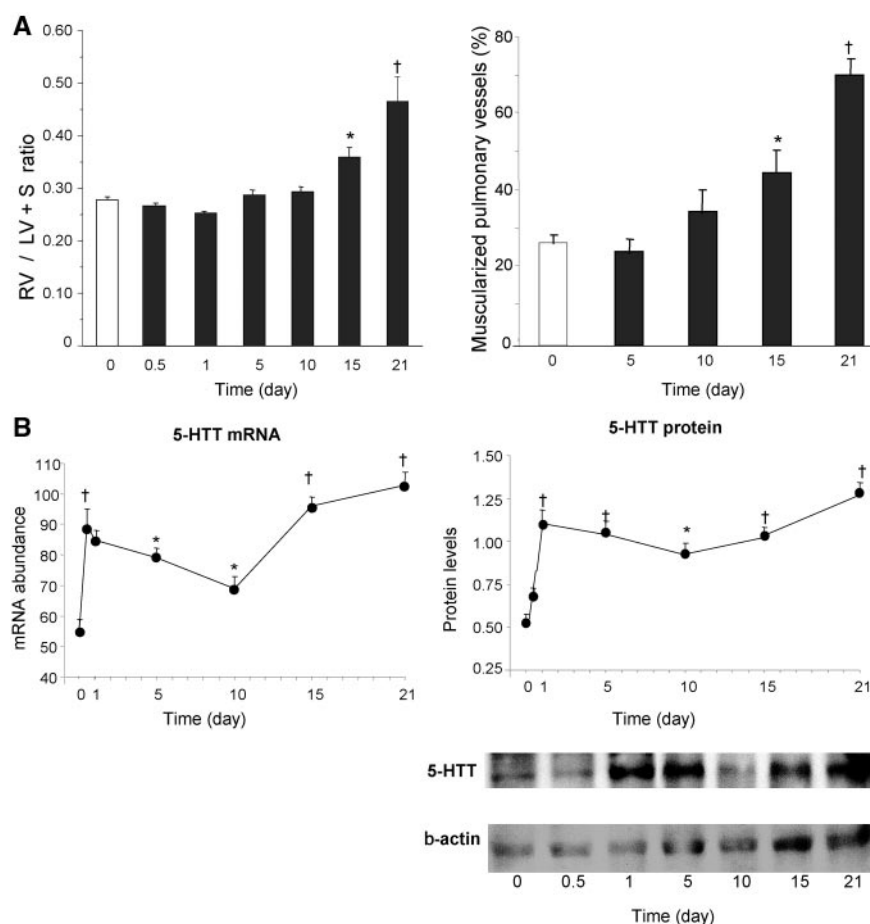 A
0.60
0.50
0.40
0.30
0.20
0.10
0
RV / LV + S ratio
*
†
0 0.5 1 5 10 15 21
Time (day)
80
60
40
20
0
Muscularized pulmonary vessels (%)
*
†
0 5 10 15 21
Time (day)
B
5-HTT mRNA
110
100
90
80
70
60
50
40
mRNA abundance
† * * † †
0 1 5 10 15 21
Time (day)
5-HTT protein
1.50
1.25
1.00
0.75
0.50
0.25
Protein levels
† † * † †
0 1 5 10 15 21
Time (day)
5-HTT
b-actin
0 0.5 1 5 10 15 21
Time (day)